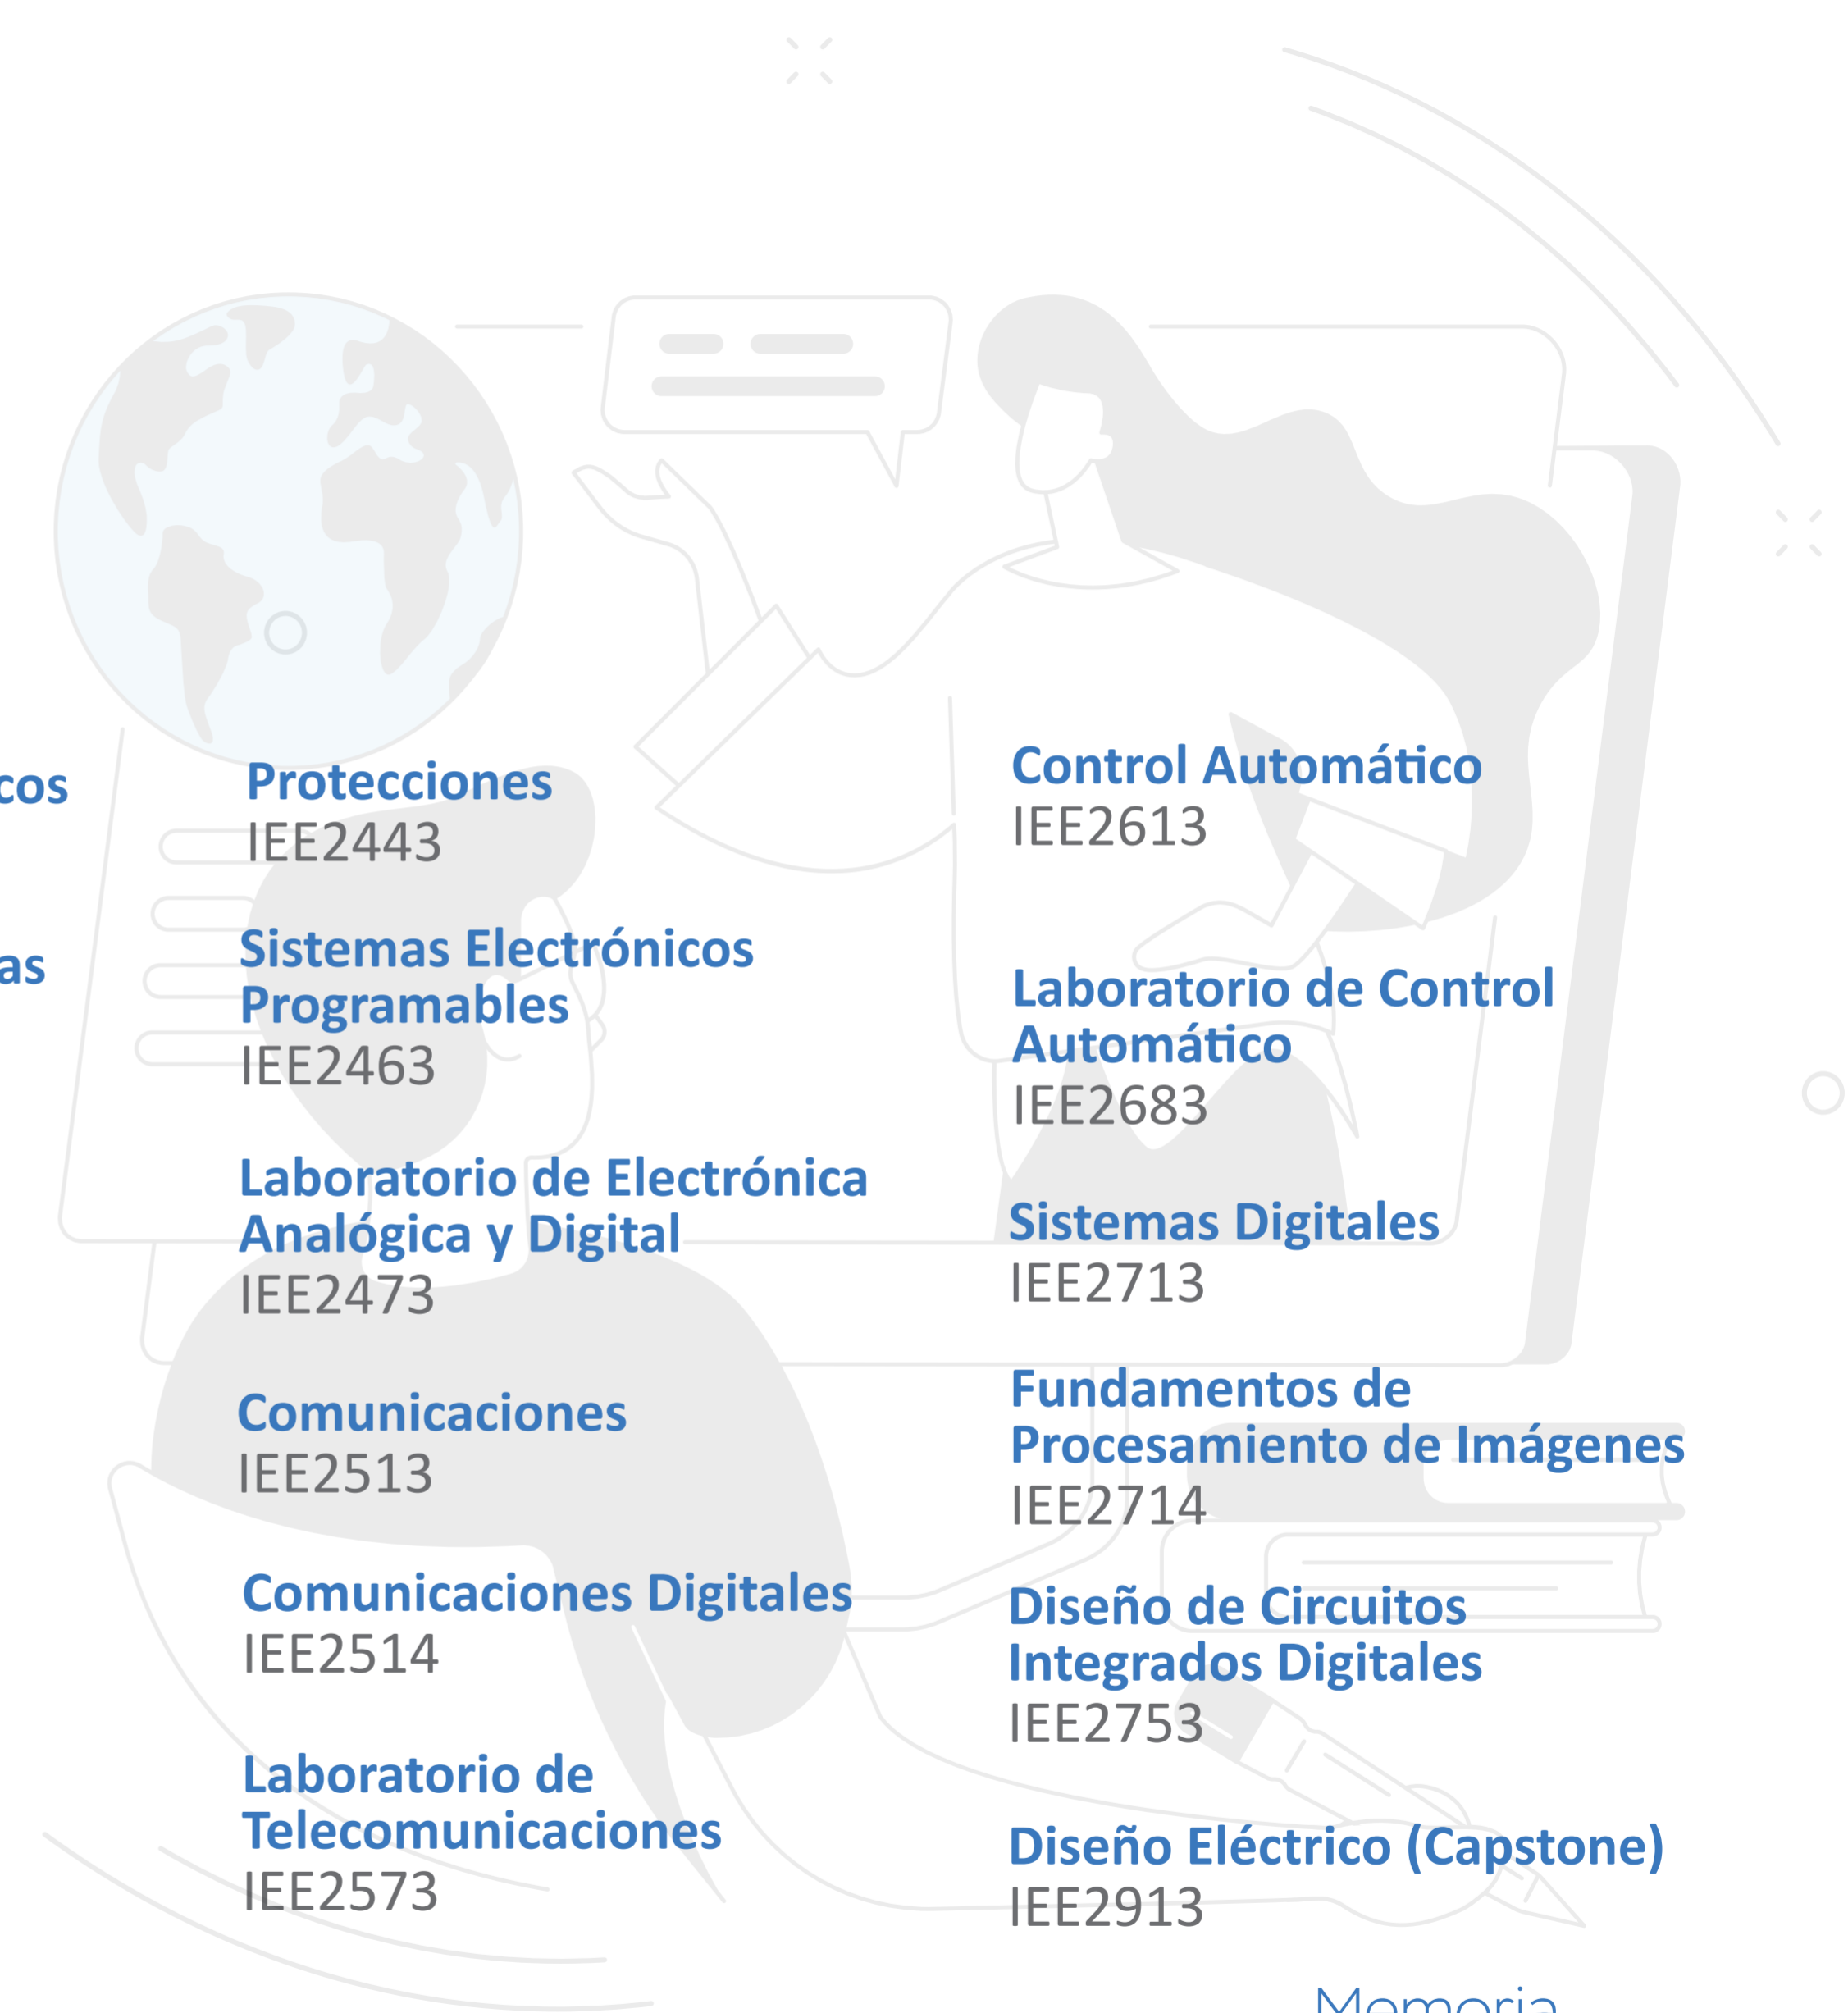 cos
as
Protecciones
IEE2443
Sistemas Electrónicos
Programables
IEE2463
Laboratorio de Electrónica
Analógica y Digital
IEE2473
Comunicaciones
IEE2513
Comunicaciones Digitales
IEE2514
Laboratorio de
Telecomunicaciones
IEE2573
Control Automático
IEE2613
Laboratorio de Control
Automático
IEE2683
Sistemas Digitales
IEE2713
Fundamentos de
Procesamiento de Imágenes
IEE2714
Diseño de Circuitos
Integrados Digitales
IEE2753
Diseño Eléctrico (Capstone)
IEE2913
Memoria